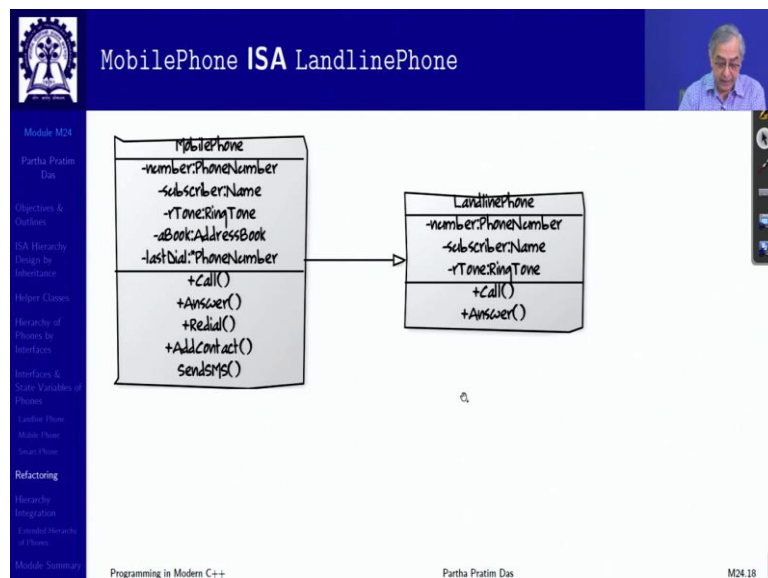 MobilePhone ISA LandlinePhone
Module M24
Partha Pratim
Das
Objectives &
Outlines
ISA Hierarchy
Design by
Inheritance
Helper Classes
Hierarchy of
Phones by
Interfaces
Interfaces &
State Variables of
Phones
Landline Phone
Mobile Phone
Smart Phone
Refactoring
Hierarchy
Integration
Extended Hierarchy
of Phones
Module Summary
MobilePhone
-number:PhoneNumber
-subscriber:Name
-rTone:RingTone
-aBook:AddressBook
-lastDial:*PhoneNumber
+Call()
+Answer()
+Redial()
+AddContact()
SendSMS()
LandlinePhone
-number:PhoneNumber
-subscriber:Name
-rTone:RingTone
+Call()
+Answer()
Programming in Modern C++
Partha Pratim Das
M24.18